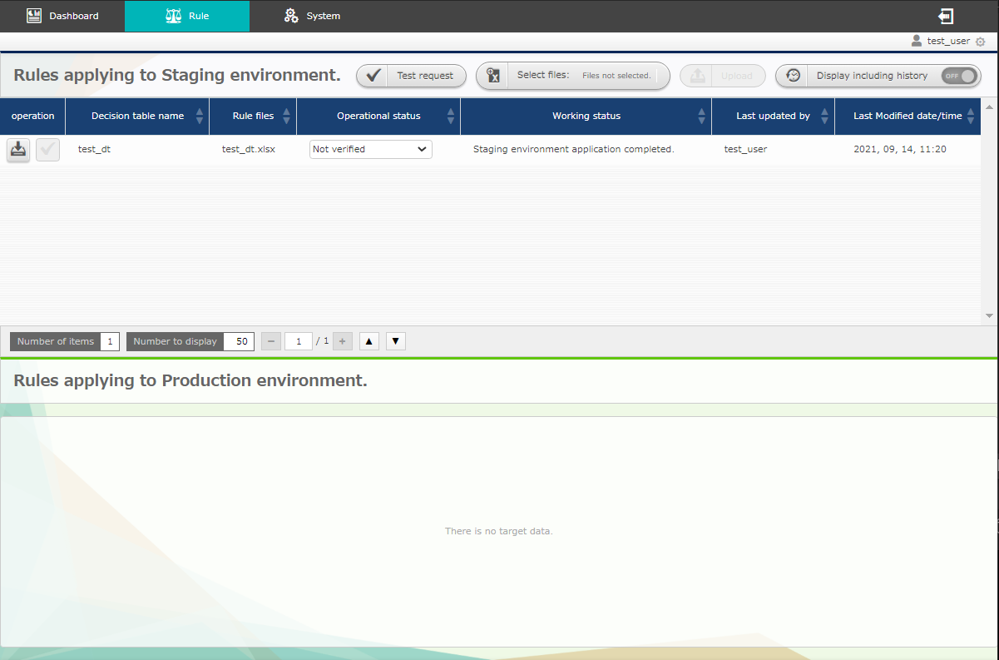 Dashboard Rule System
test_user
Rules applying to Staging environment. Test request Select files: Files not selected. Upload Display including history OFF
operation Decision table name Rule files Operational status Working status Last updated by Last Modified date/time
test_dt test_dt.xlsx Not verified Staging environment application completed. test_user 2021, 09, 14, 11:20
Number of items 1 Number to display 50 − 1 / 1 + ▲ ▼
Rules applying to Production environment.
There is no target data.